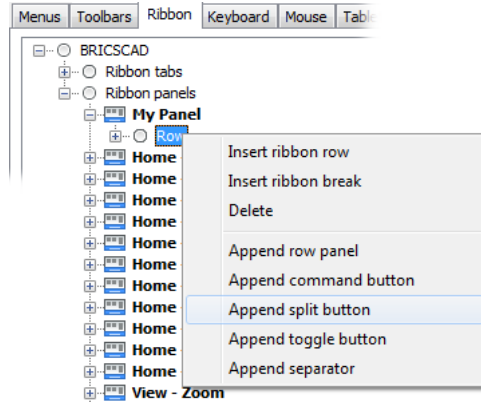 Menus Toolbars Ribbon Keyboard Mouse
BRICSCAD
Ribbon tabs
Ribbon panels
My Panel
Row
Home
Insert ribbon row
Home
Insert ribbon break
Home
Delete
Home
Home
Append row panel
Home
Append command button
Home
Append split button
Home
Home
Append toggle button
Home
Append separator
View - Zoom